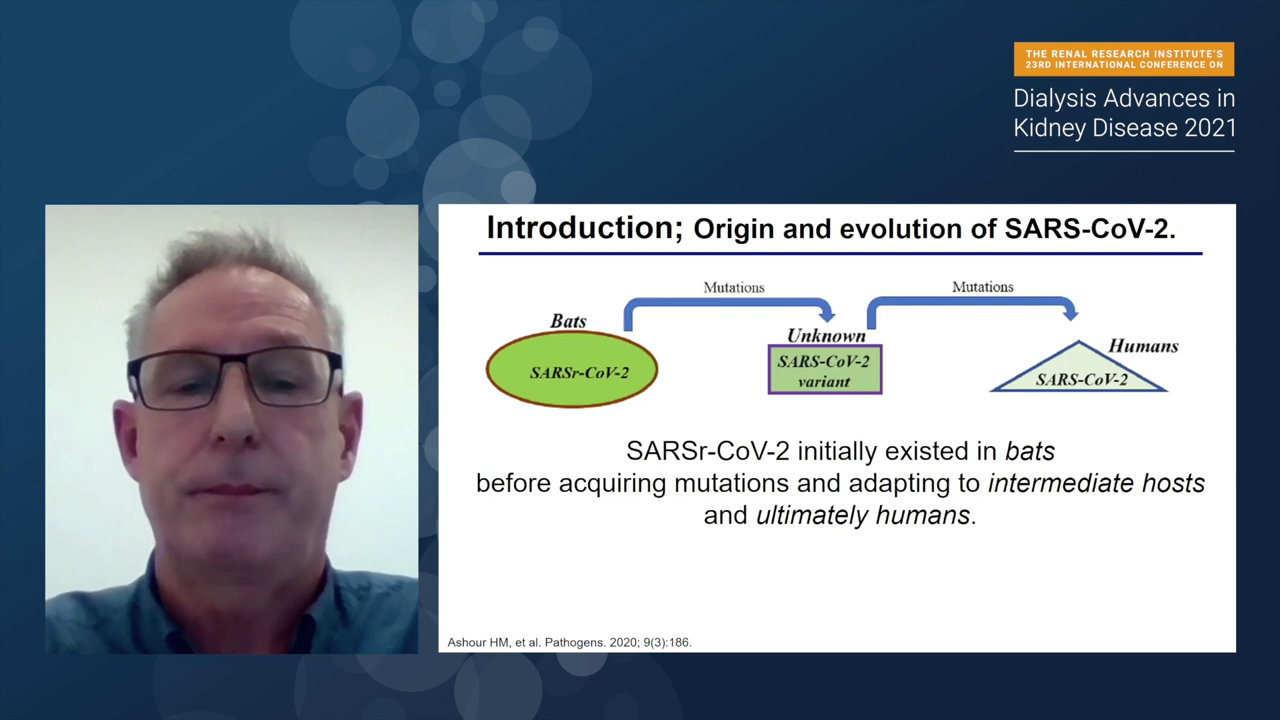 THE RENAL RESEARCH INSTITUTE'S
23RD INTERNATIONAL CONFERENCE ON
Dialysis Advances in
Kidney Disease 2021
Introduction; Origin and evolution of SARS-CoV-2.
Mutations
Mutations
Bats
Unknown
Humans
SARSr-CoV-2
SARS-CoV-2
variant
SARS-CoV-2
SARSr-CoV-2 initially existed in bats
before acquiring mutations and adapting to intermediate hosts
and ultimately humans.
Ashour HM, et al. Pathogens. 2020; 9(3):186.